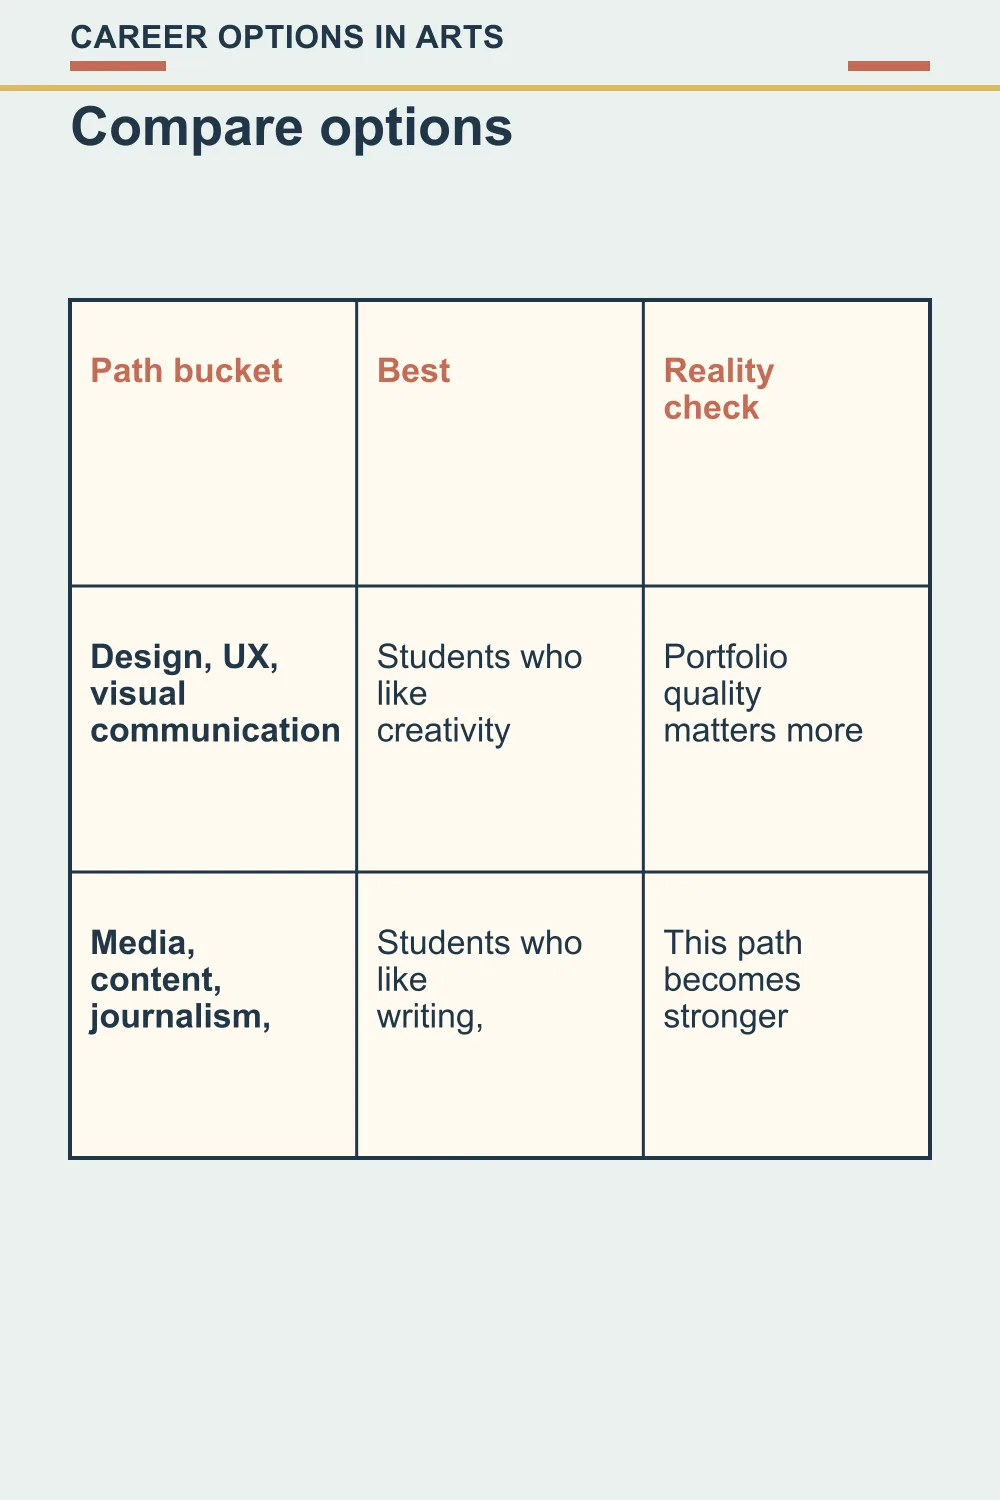 CAREER OPTIONS IN ARTS
Compare options
Path bucket
Best
Reality
check
Design, UX,
visual
communication
Students who
like
creativity
Portfolio
quality
matters more
Media,
content,
journalism,
Students who
like
writing,
This path
becomes
stronger